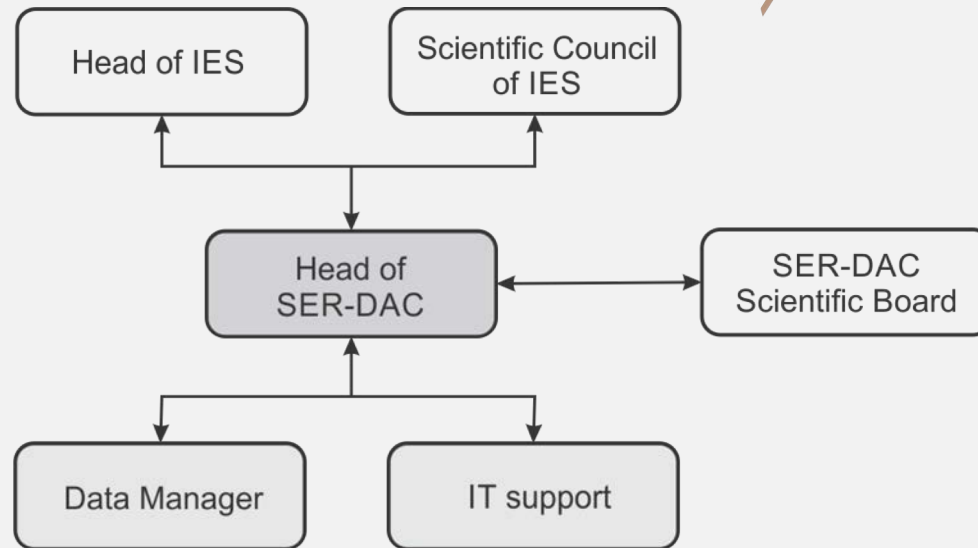 Head of IES
Scientific Council
of IES
Head of
SER-DAC
SER-DAC
Scientific Board
Data Manager
IT support